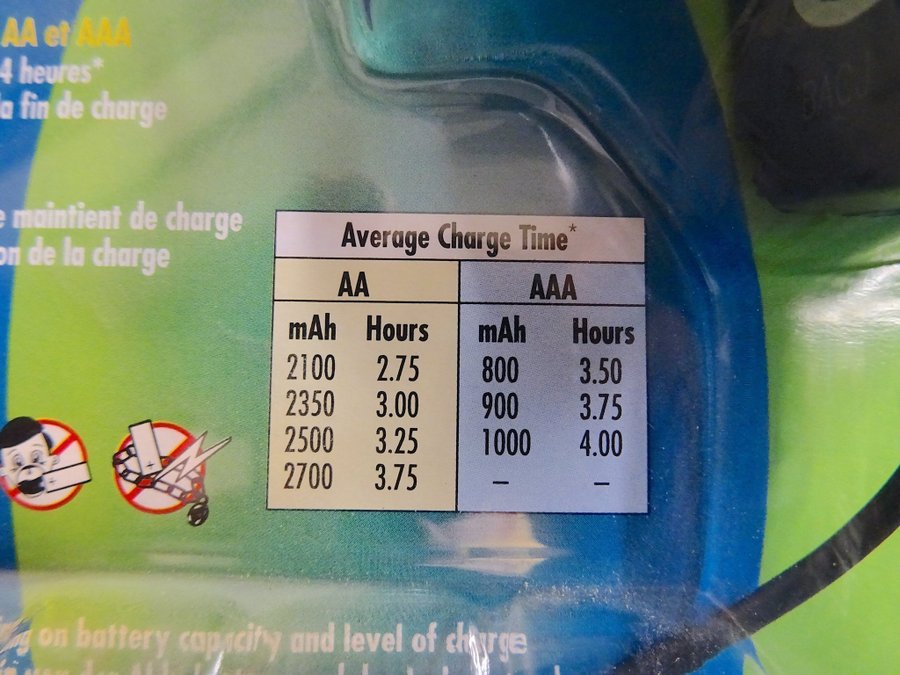 AA et AAA
4 heures*
la fin de charge
maintient de charge
de la charge
Average Charge Time*
AA AAA
mAh Hours mAh Hours
2100 2.75 800 3.50
2350 3.00 900 3.75
2500 3.25 1000 4.00
2700 3.75 – –
on battery capacity and level of charge